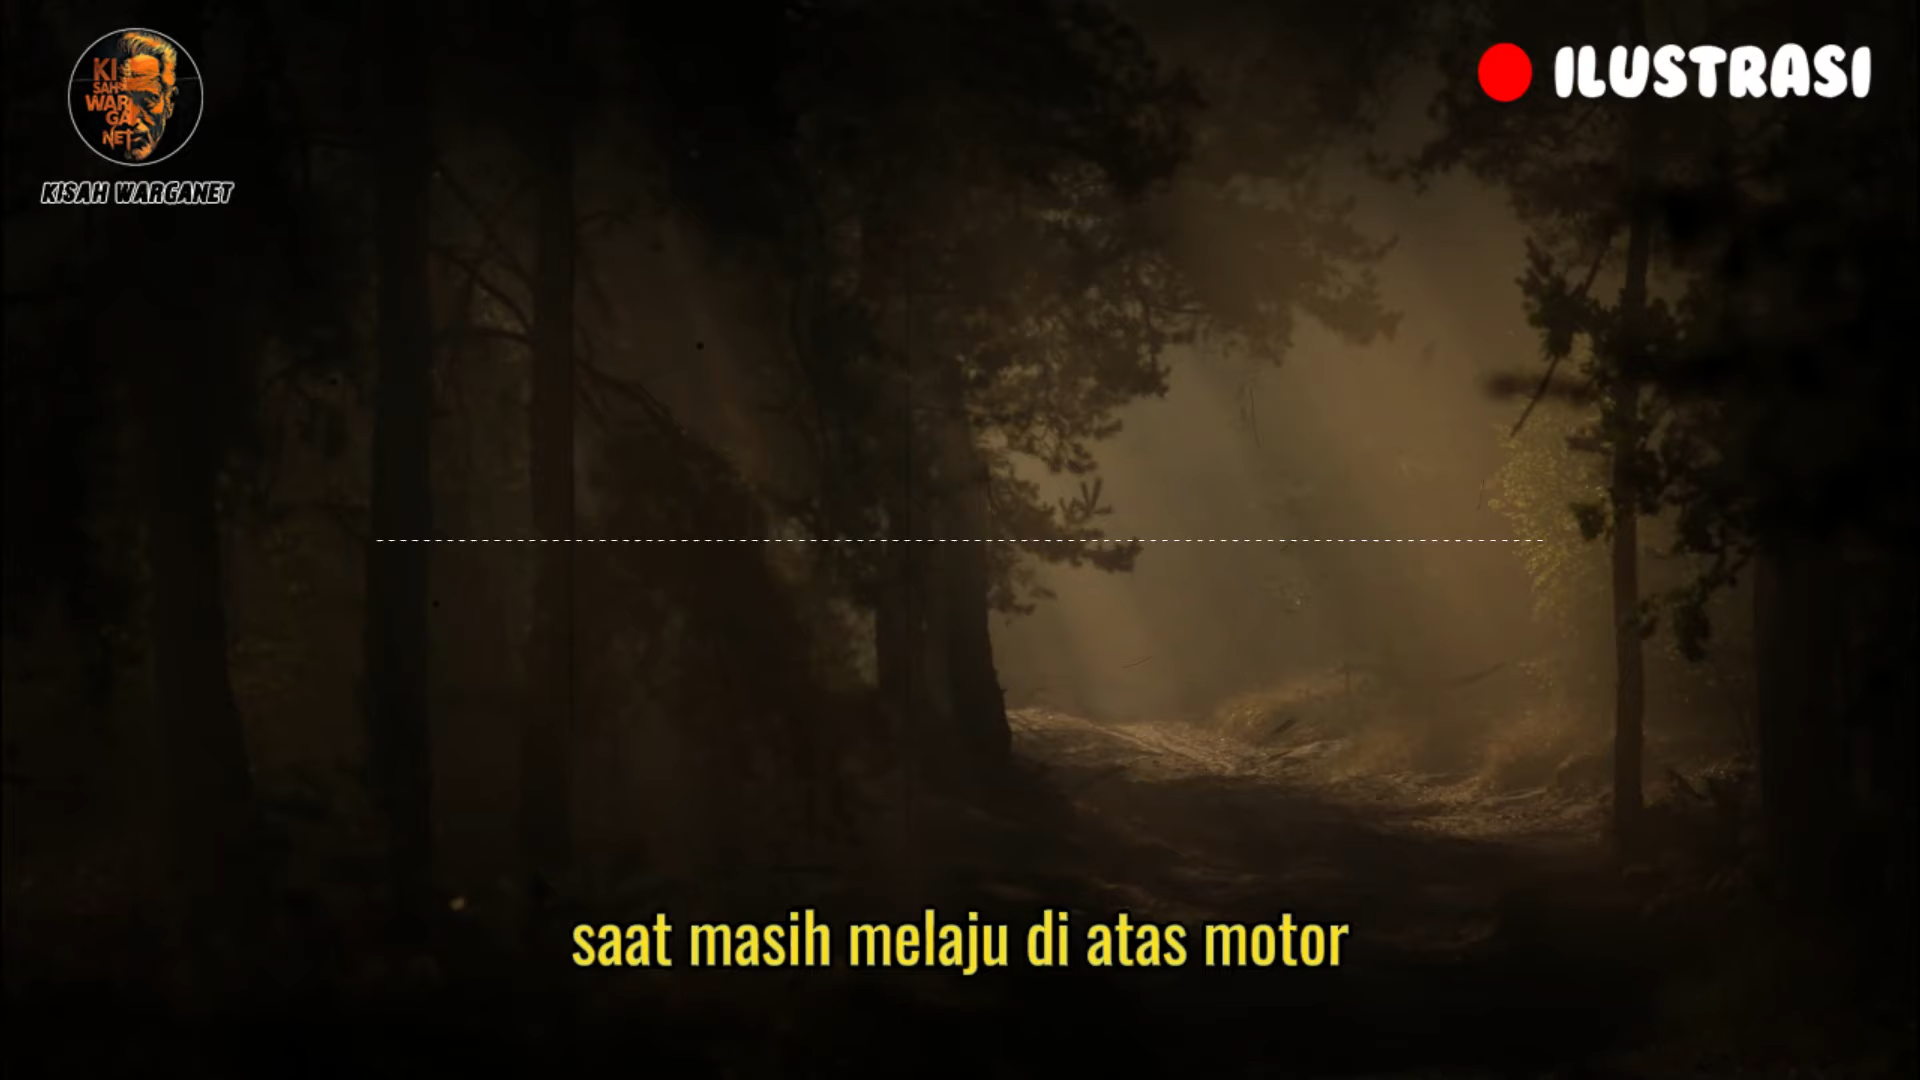 KI
SAH
WAR
GA
NET
KISAH WARGANET
ILUSTRASI
saat masih melaju di atas motor